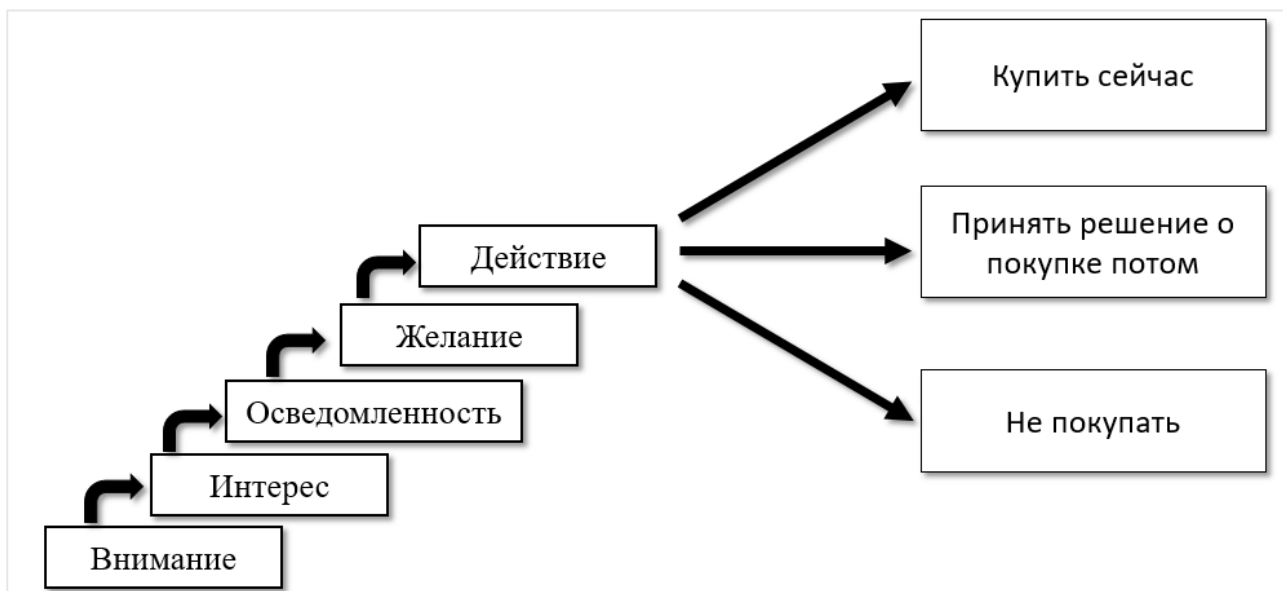 Купить сейчас
Принять решение о
покупке потом
Действие
Желание
Осведомленность
Не покупать
Интерес
Внимание